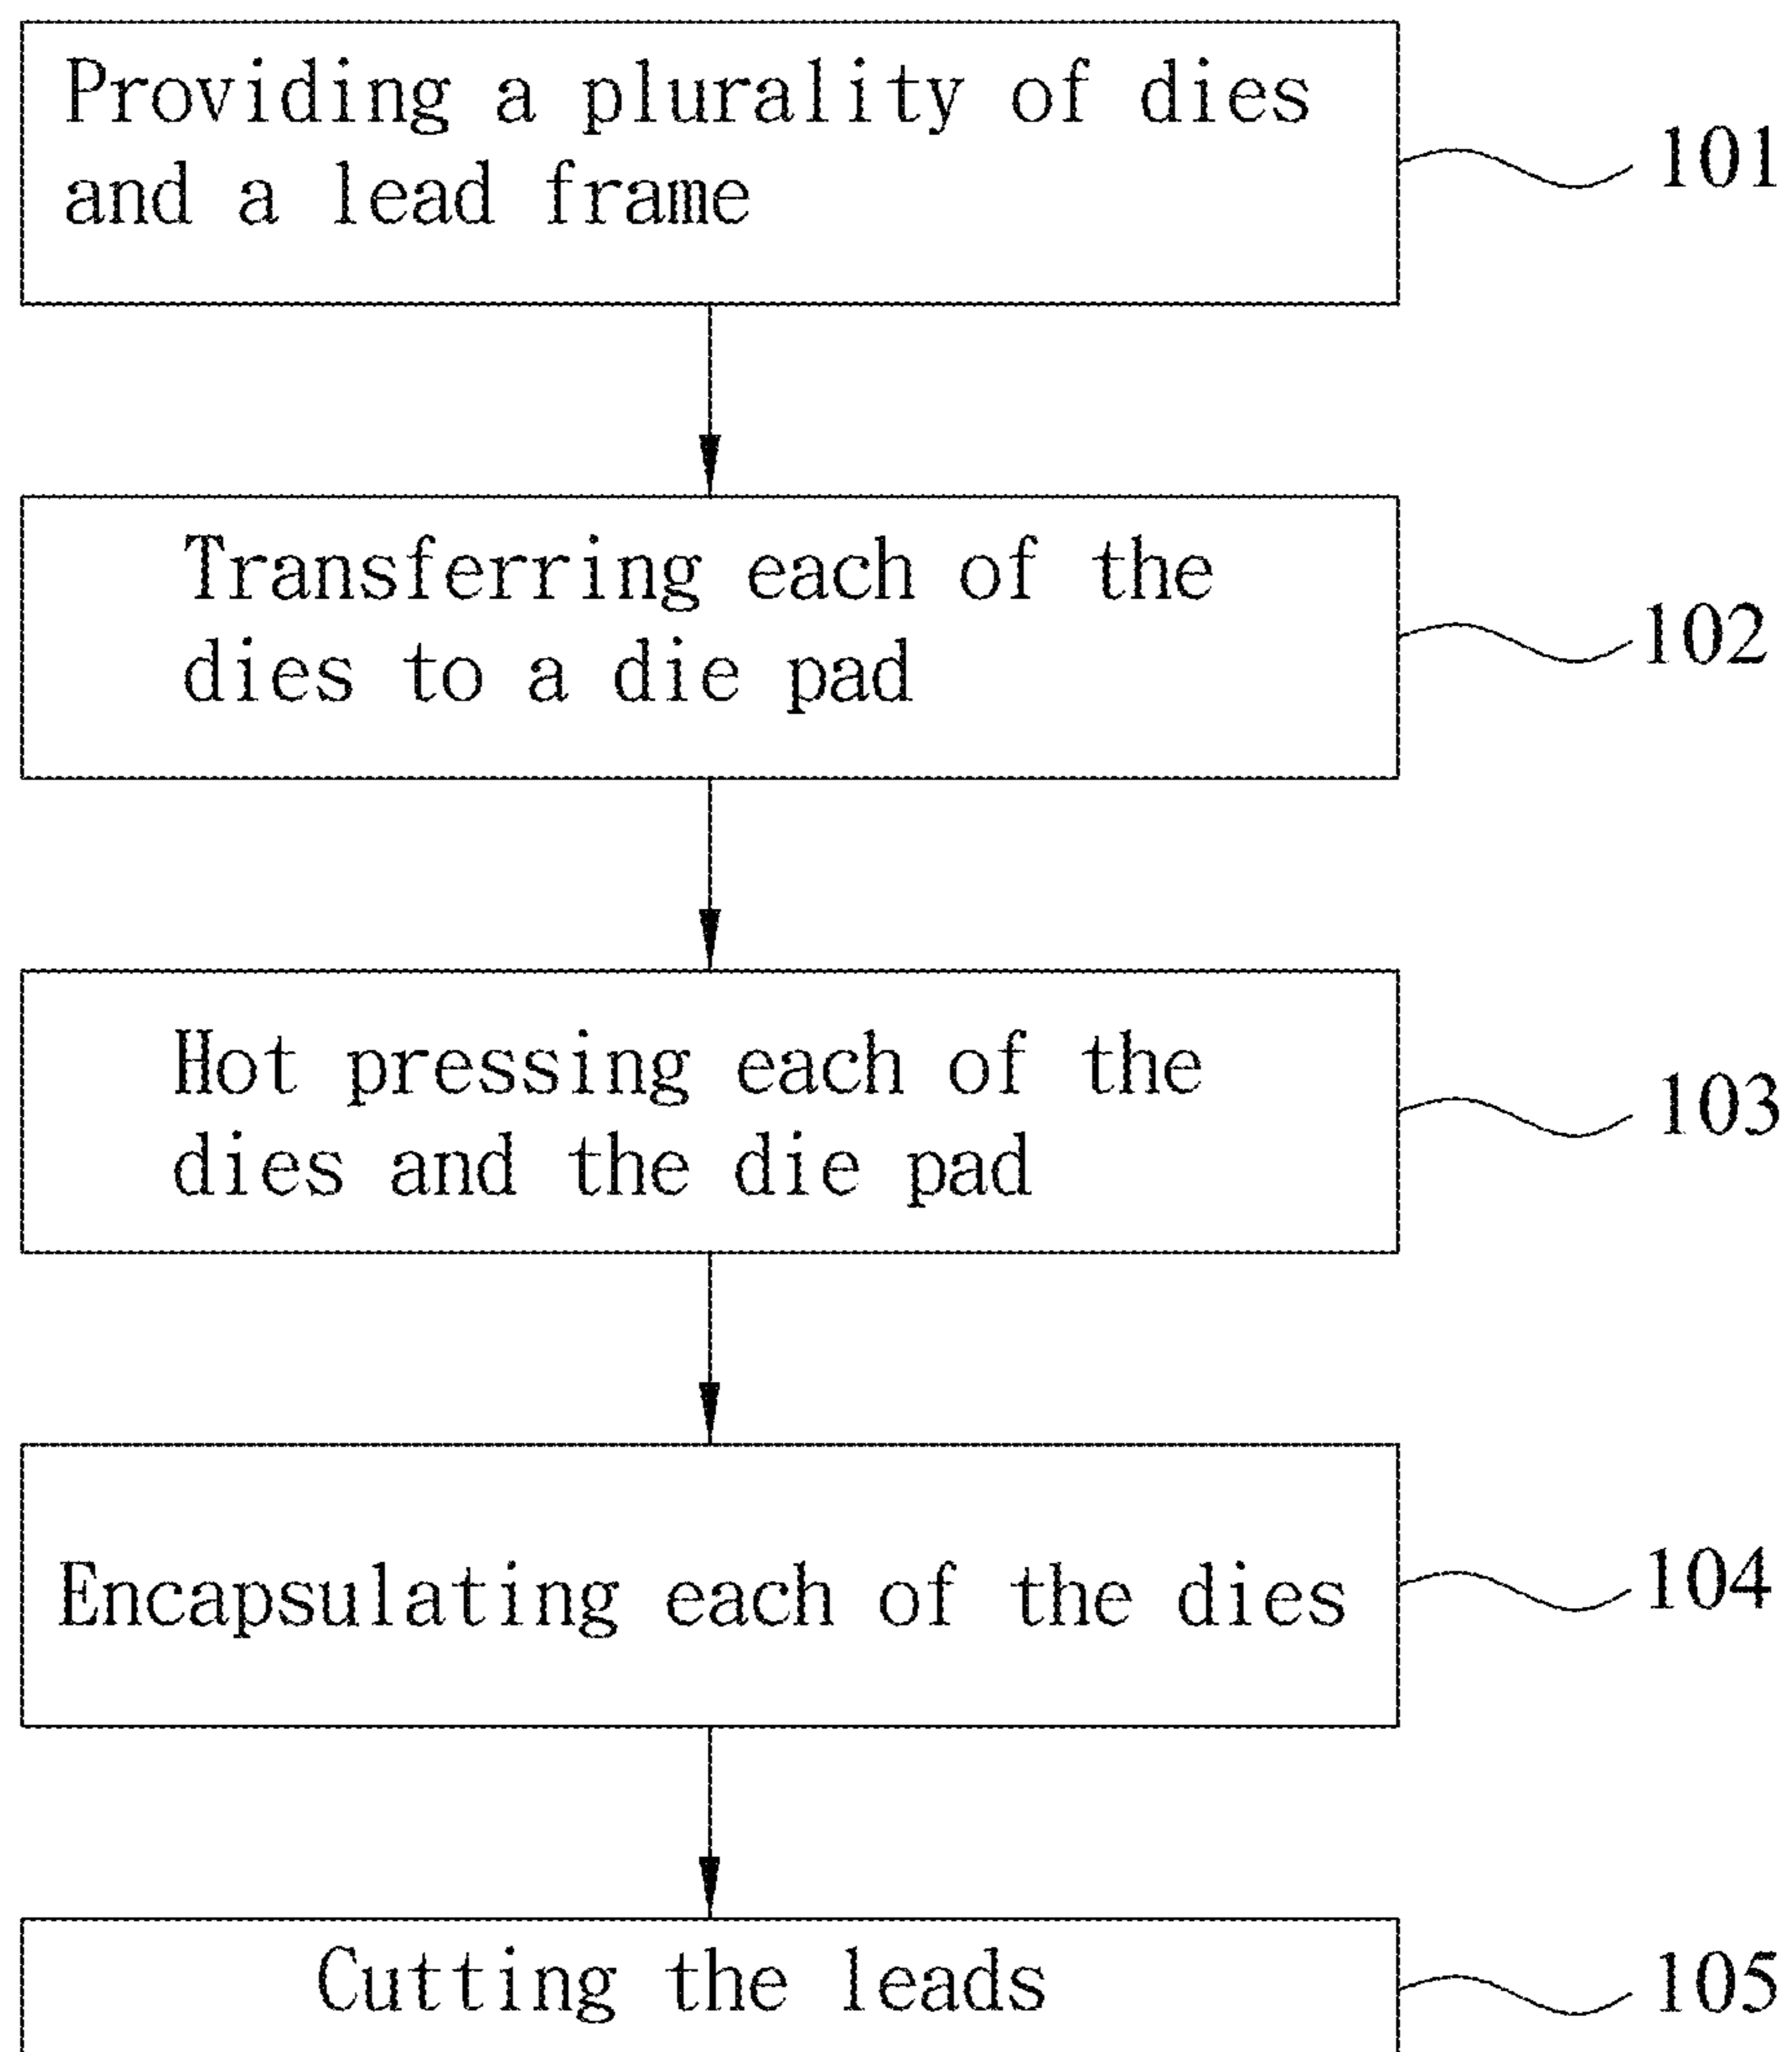 Providing a plurality of dies
and a lead frame
101
Transferring each of the
dies to a die pad
102
Hot pressing each of the
dies and the die pad
103
Encapsulating each of the dies
104
Cutting the leads
105